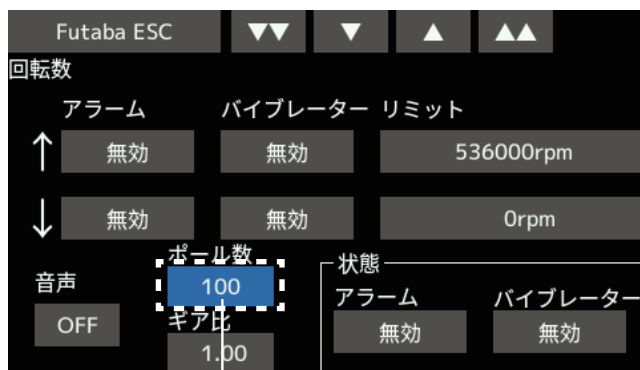 Futaba ESC ▼▼ ▼ ▲ ▲▲
回転数
アラーム バイブレーター リミット
↑ 無効 無効 536000rpm
↓ 無効 無効 0rpm
ポール数 状態
音声 100 アラーム バイブレーター
OFF ギア比 無効 無効
1.00